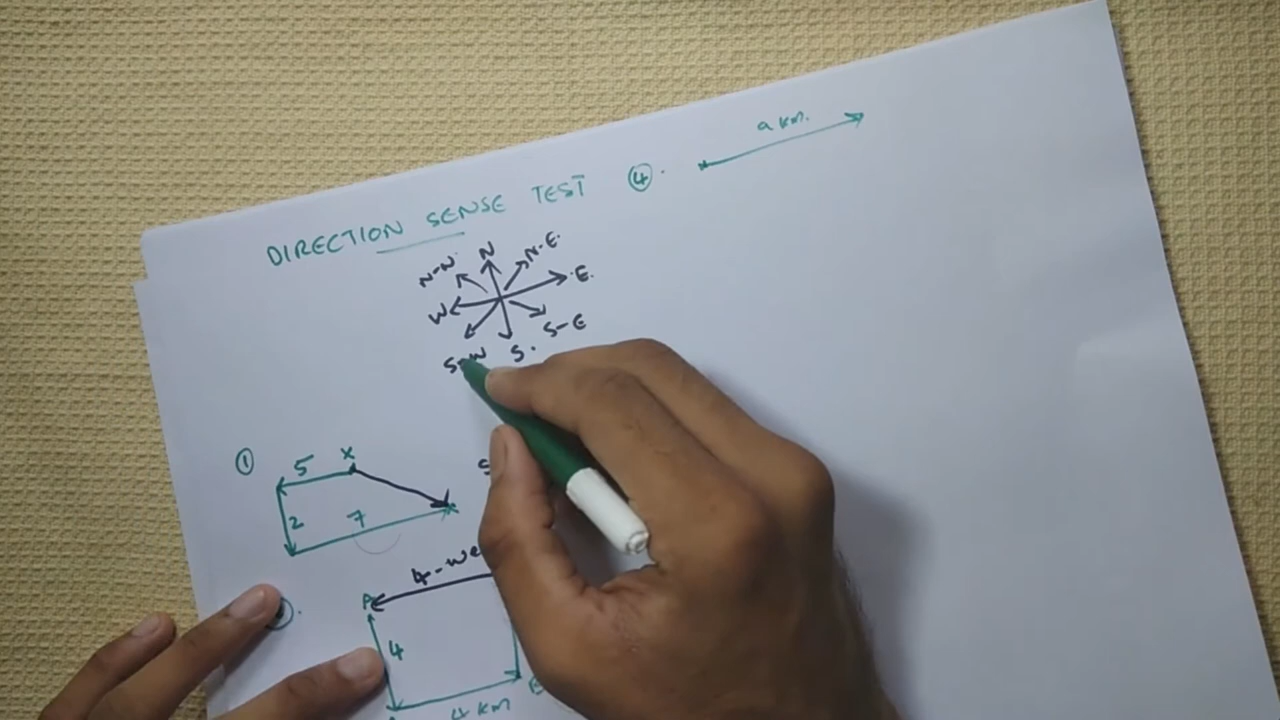 DIRECTION SENSE TEST
④. a km.
N
N-N. N.E.
W .E.
S-W S. S-E
① 5 X
2 7
4-we
A
4
4 km